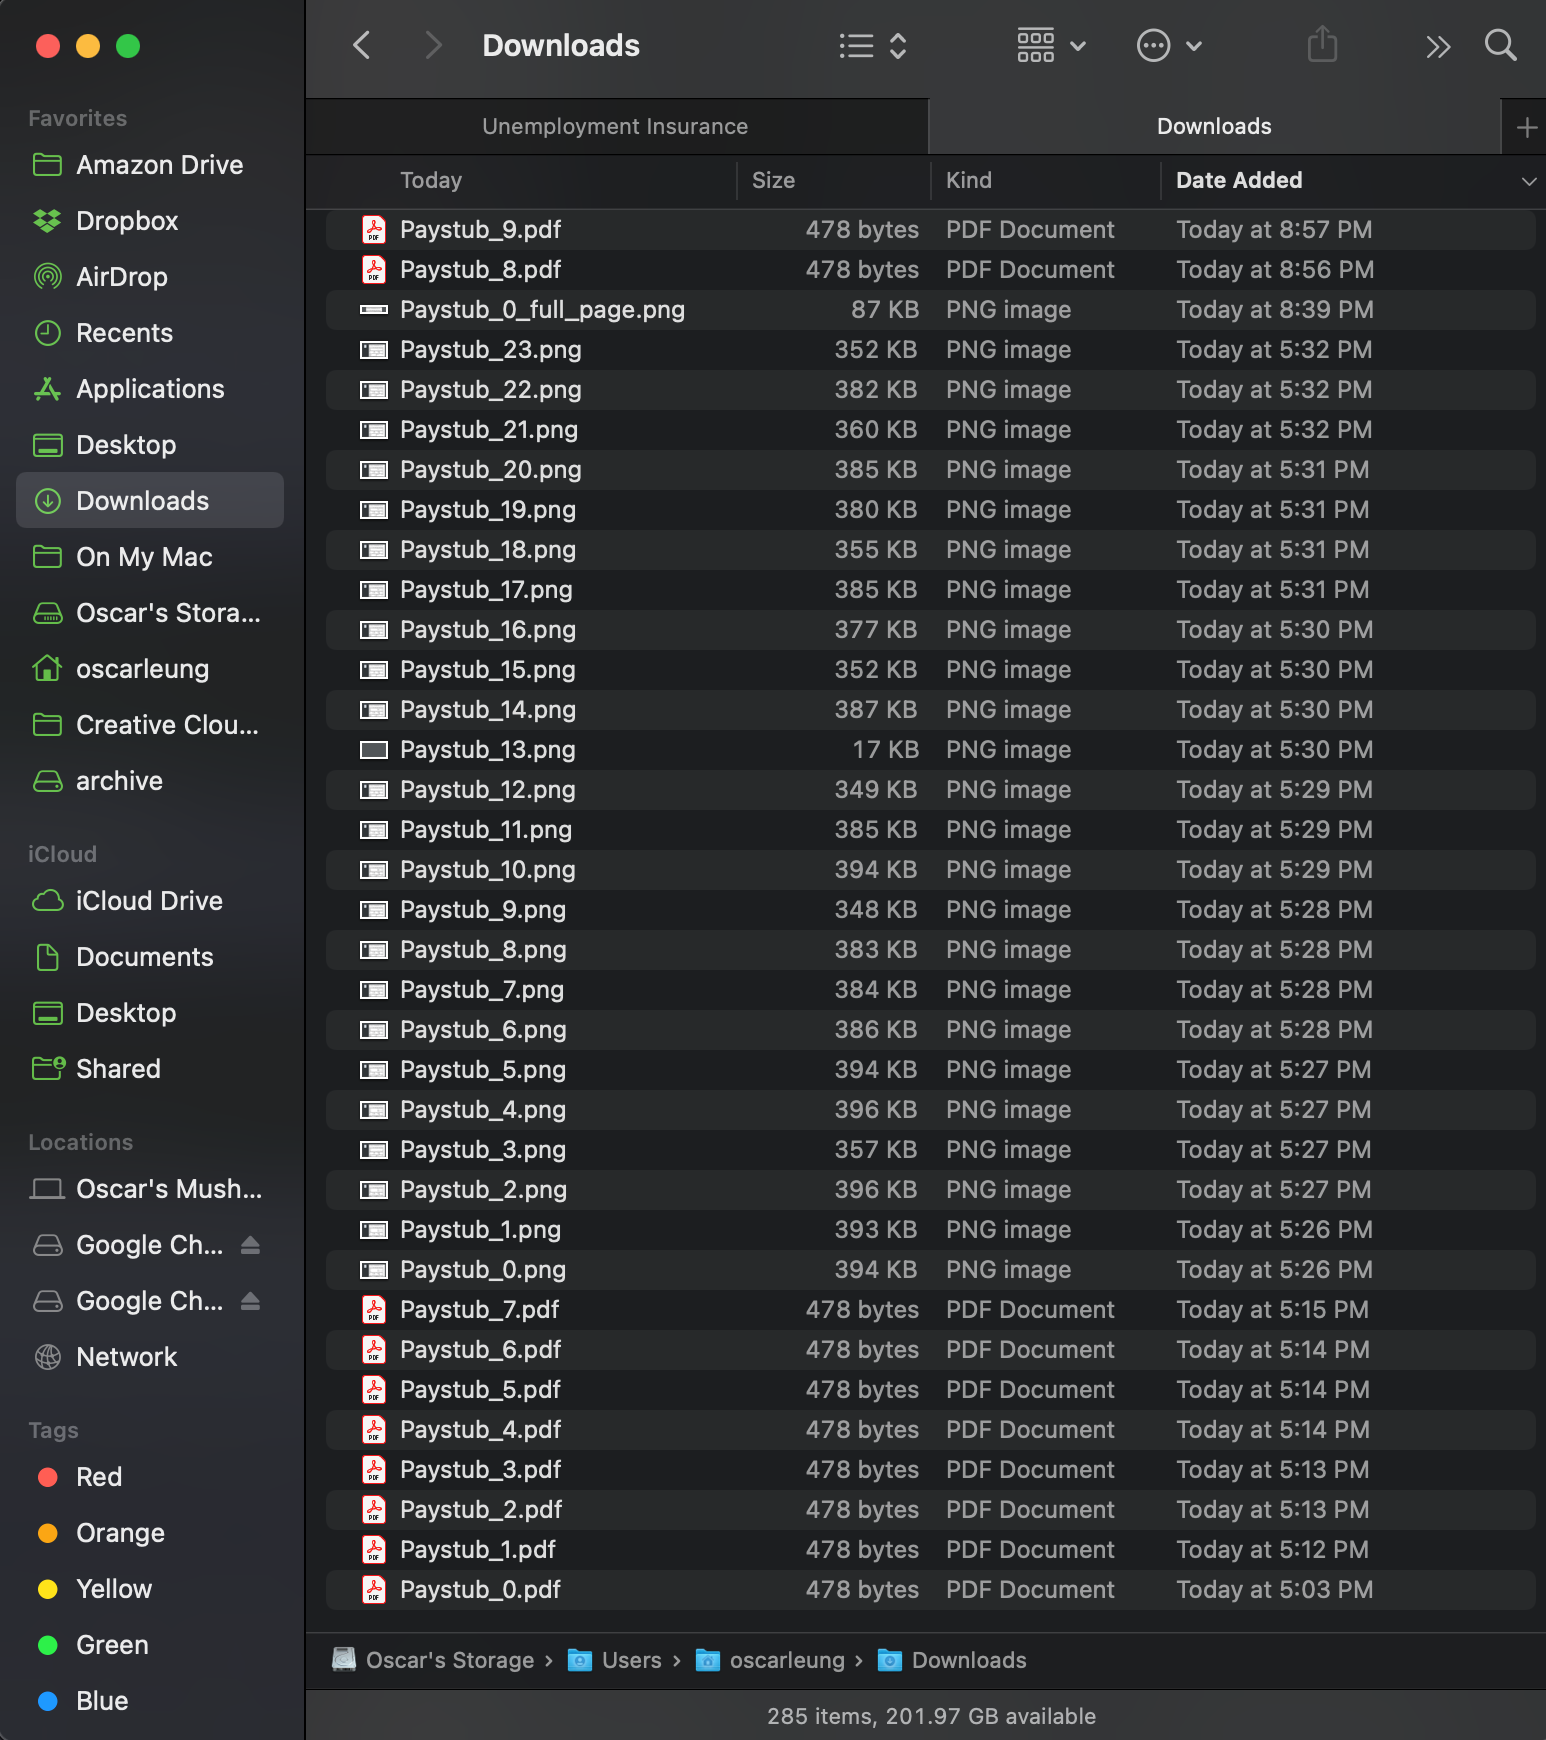 Downloads
Unemployment Insurance
Downloads
Favorites
Amazon Drive
Dropbox
AirDrop
Recents
Applications
Desktop
Downloads
On My Mac
Oscar's Stora...
oscarleung
Creative Clou...
archive
iCloud
iCloud Drive
Documents
Desktop
Shared
Locations
Oscar's Mush...
Google Ch...
Google Ch...
Network
Tags
Red
Orange
Yellow
Green
Blue
Today Size Kind Date Added
Paystub_9.pdf 478 bytes PDF Document Today at 8:57 PM
Paystub_8.pdf 478 bytes PDF Document Today at 8:56 PM
Paystub_0_full_page.png 87 KB PNG image Today at 8:39 PM
Paystub_23.png 352 KB PNG image Today at 5:32 PM
Paystub_22.png 382 KB PNG image Today at 5:32 PM
Paystub_21.png 360 KB PNG image Today at 5:32 PM
Paystub_20.png 385 KB PNG image Today at 5:31 PM
Paystub_19.png 380 KB PNG image Today at 5:31 PM
Paystub_18.png 355 KB PNG image Today at 5:31 PM
Paystub_17.png 385 KB PNG image Today at 5:31 PM
Paystub_16.png 377 KB PNG image Today at 5:30 PM
Paystub_15.png 352 KB PNG image Today at 5:30 PM
Paystub_14.png 387 KB PNG image Today at 5:30 PM
Paystub_13.png 17 KB PNG image Today at 5:30 PM
Paystub_12.png 349 KB PNG image Today at 5:29 PM
Paystub_11.png 385 KB PNG image Today at 5:29 PM
Paystub_10.png 394 KB PNG image Today at 5:29 PM
Paystub_9.png 348 KB PNG image Today at 5:28 PM
Paystub_8.png 383 KB PNG image Today at 5:28 PM
Paystub_7.png 384 KB PNG image Today at 5:28 PM
Paystub_6.png 386 KB PNG image Today at 5:28 PM
Paystub_5.png 394 KB PNG image Today at 5:27 PM
Paystub_4.png 396 KB PNG image Today at 5:27 PM
Paystub_3.png 357 KB PNG image Today at 5:27 PM
Paystub_2.png 396 KB PNG image Today at 5:27 PM
Paystub_1.png 393 KB PNG image Today at 5:26 PM
Paystub_0.png 394 KB PNG image Today at 5:26 PM
Paystub_7.pdf 478 bytes PDF Document Today at 5:15 PM
Paystub_6.pdf 478 bytes PDF Document Today at 5:14 PM
Paystub_5.pdf 478 bytes PDF Document Today at 5:14 PM
Paystub_4.pdf 478 bytes PDF Document Today at 5:14 PM
Paystub_3.pdf 478 bytes PDF Document Today at 5:13 PM
Paystub_2.pdf 478 bytes PDF Document Today at 5:13 PM
Paystub_1.pdf 478 bytes PDF Document Today at 5:12 PM
Paystub_0.pdf 478 bytes PDF Document Today at 5:03 PM
Oscar's Storage › Users › oscarleung › Downloads
285 items, 201.97 GB available